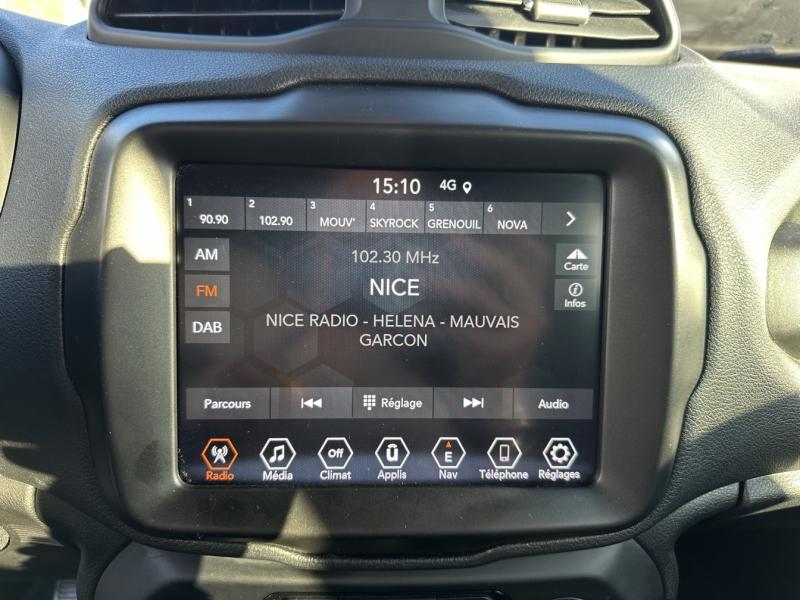 15:10 4G
1 90.90 2 102.90 3 MOUV' 4 SKYROCK 5 GRENOUIL 6 NOVA
AM 102.30 MHz Carte
FM NICE Infos
DAB NICE RADIO - HELENA - MAUVAIS
GARCON
Parcours Réglage Audio
Off E
Radio Média Climat Applis Nav Téléphone Réglages